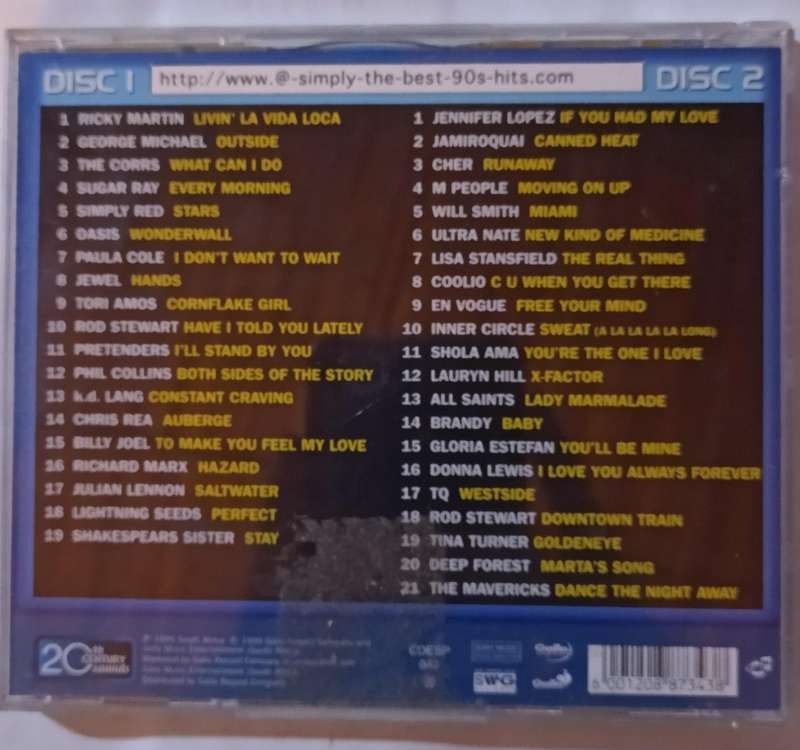 DISC 1
http://www.@-simply-the-best-90s-hits.com
DISC 2
1 RICKY MARTIN LIVIN' LA VIDA LOCA
2 GEORGE MICHAEL OUTSIDE
3 THE CORRS WHAT CAN I DO
4 SUGAR RAY EVERY MORNING
5 SIMPLY RED STARS
6 OASIS WONDERWALL
7 PAULA COLE I DON'T WANT TO WAIT
8 JEWEL HANDS
9 TORI AMOS CORNFLAKE GIRL
10 ROD STEWART HAVE I TOLD YOU LATELY
11 PRETENDERS I'LL STAND BY YOU
12 PHIL COLLINS BOTH SIDES OF THE STORY
13 k.d. LANG CONSTANT CRAVING
14 CHRIS REA AUBERGE
15 BILLY JOEL TO MAKE YOU FEEL MY LOVE
16 RICHARD MARX HAZARD
17 JULIAN LENNON SALTWATER
18 LIGHTNING SEEDS PERFECT
19 SHAKESPEARS SISTER STAY
1 JENNIFER LOPEZ IF YOU HAD MY LOVE
2 JAMIROQUAI CANNED HEAT
3 CHER RUNAWAY
4 M PEOPLE MOVING ON UP
5 WILL SMITH MIAMI
6 ULTRA NATE NEW KIND OF MEDICINE
7 LISA STANSFIELD THE REAL THING
8 COOLIO C U WHEN YOU GET THERE
9 EN VOGUE FREE YOUR MIND
10 INNER CIRCLE SWEAT (A LA LA LA LA LONG)
11 SHOLA AMA YOU'RE THE ONE I LOVE
12 LAURYN HILL X-FACTOR
13 ALL SAINTS LADY MARMALADE
14 BRANDY BABY
15 GLORIA ESTEFAN YOU'LL BE MINE
16 DONNA LEWIS I LOVE YOU ALWAYS FOREVER
17 TQ WESTSIDE
18 ROD STEWART DOWNTOWN TRAIN
19 TINA TURNER GOLDENEYE
20 DEEP FOREST MARTA'S SONG
21 THE MAVERICKS DANCE THE NIGHT AWAY
20th
CENTURY
SWG
6 001208 873438